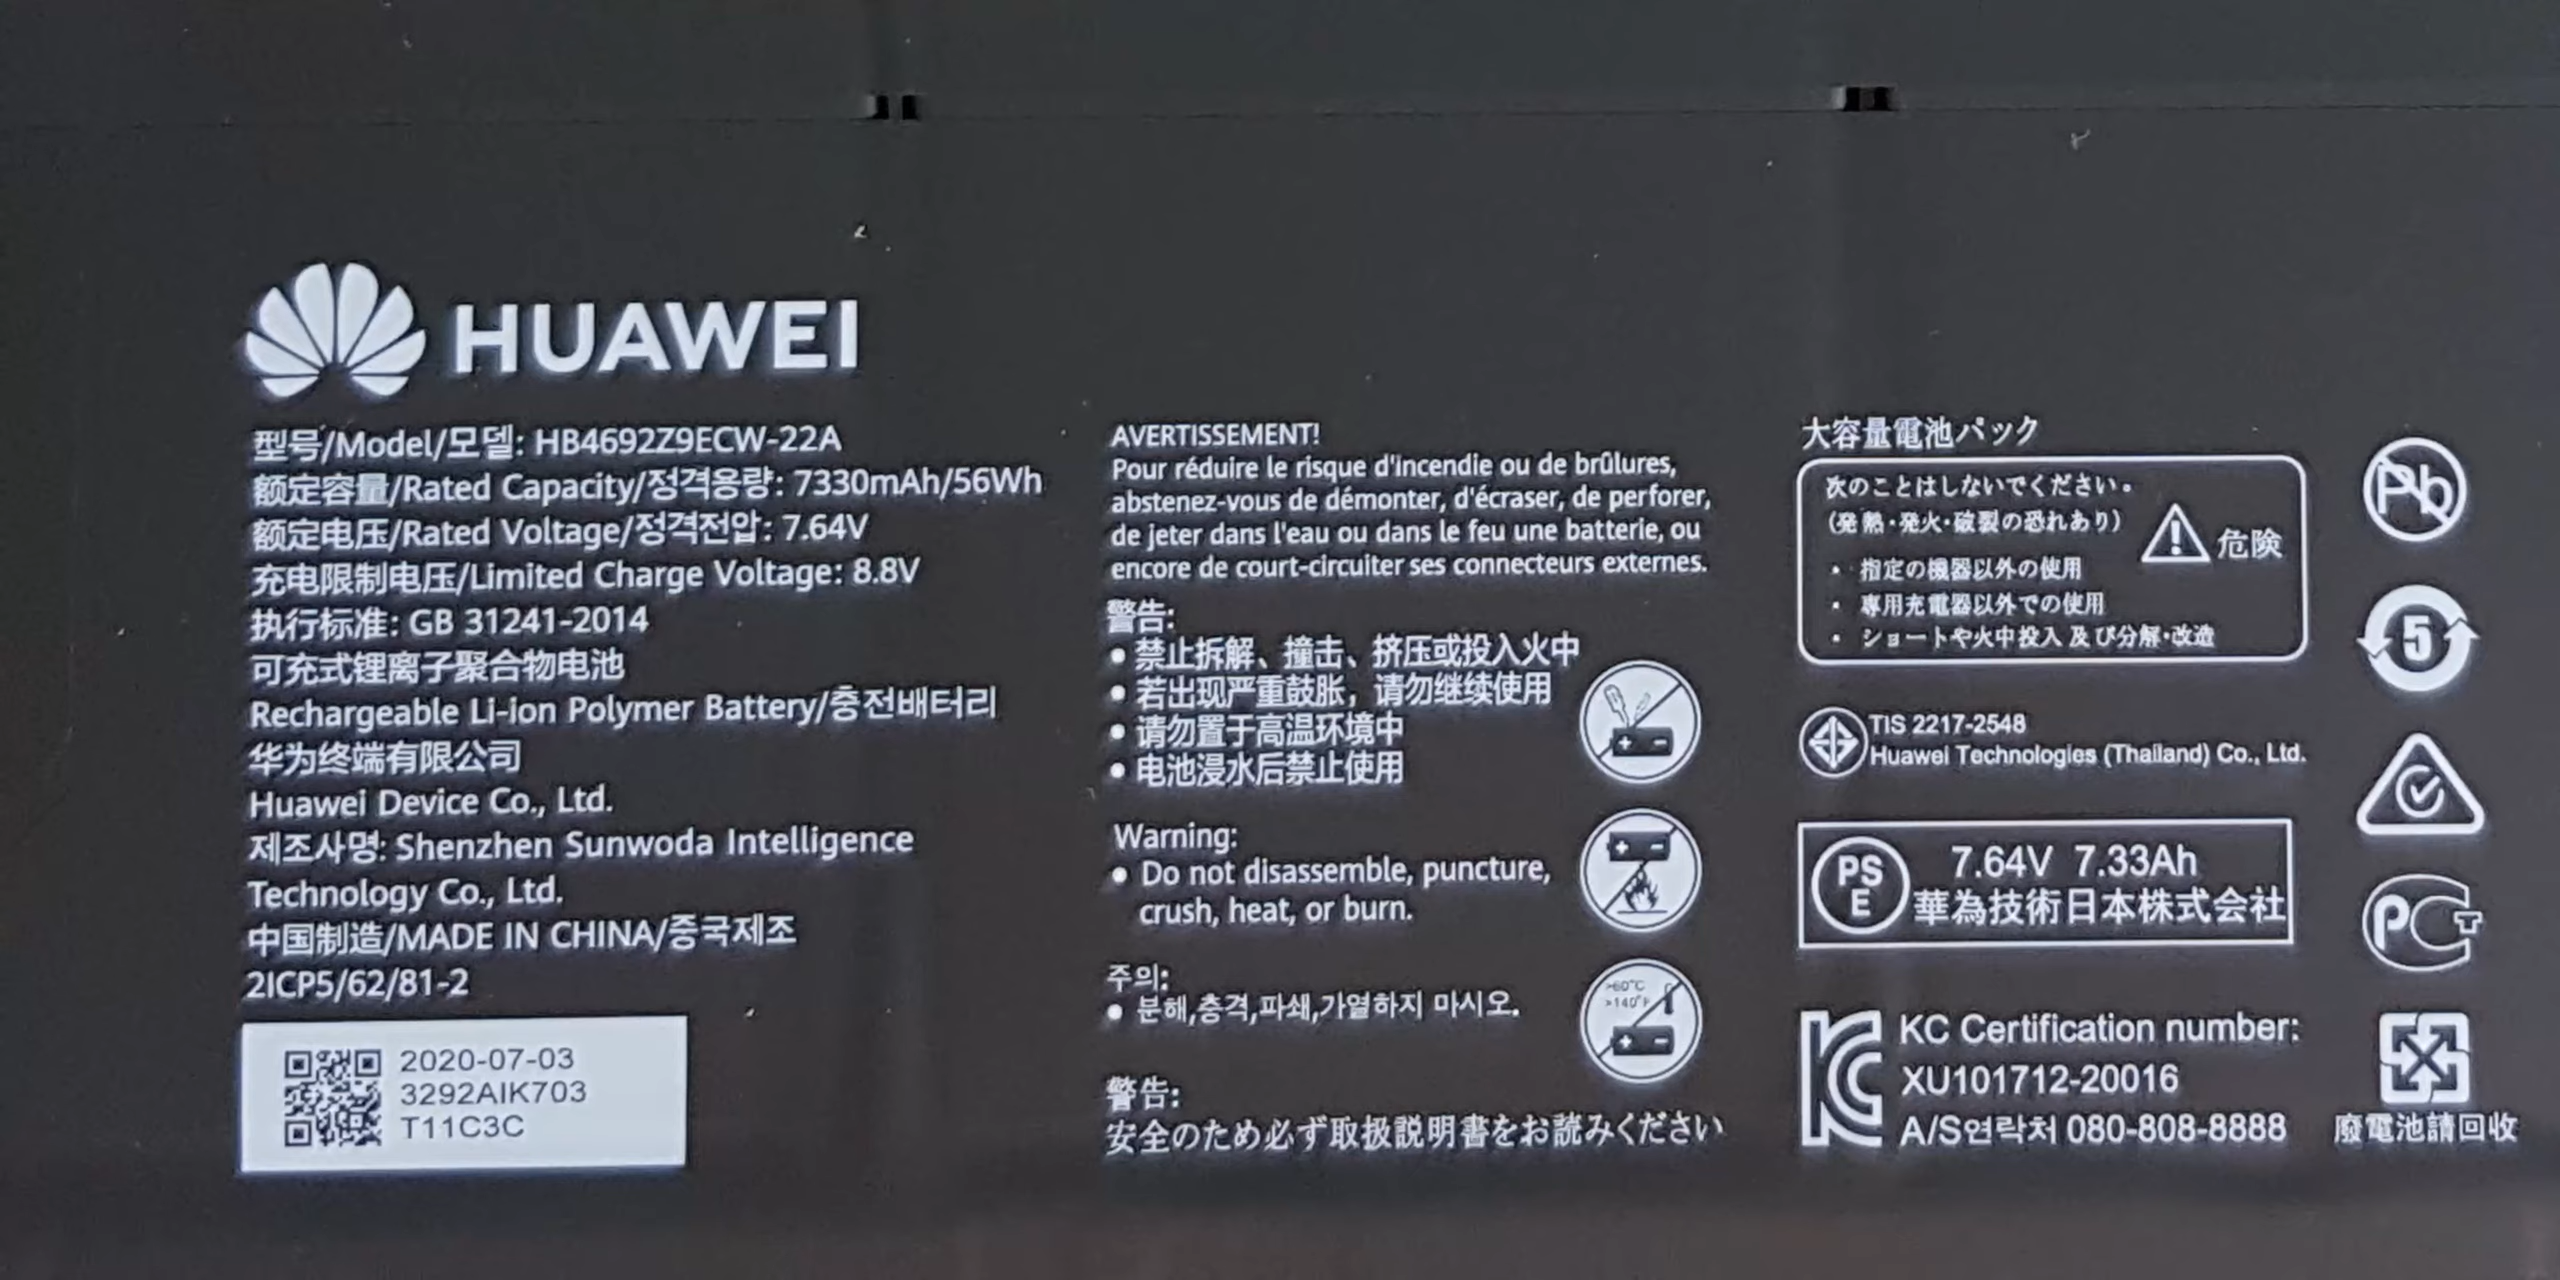 HUAWEI
型号/Model/모델: HB4692Z9ECW-22A
额定容量/Rated Capacity/정격용량: 7330mAh/56Wh
额定电压/Rated Voltage/정격전압: 7.64V
充电限制电压/Limited Charge Voltage: 8.8V
执行标准: GB 31241-2014
可充式锂离子聚合物电池
Rechargeable Li-ion Polymer Battery/충전배터리
华为终端有限公司
Huawei Device Co., Ltd.
제조사명: Shenzhen Sunwoda Intelligence
Technology Co., Ltd.
中国制造/MADE IN CHINA/중국제조
2ICP5/62/81-2
2020-07-03
3292AIK703
T11C3C
AVERTISSEMENT!
Pour réduire le risque d'incendie ou de brûlures,
abstenez-vous de démonter, d'écraser, de perforer,
de jeter dans l'eau ou dans le feu une batterie, ou
encore de court-circuiter ses connecteurs externes.
警告:
• 禁止拆解、撞击、挤压或投入火中
• 若出现严重鼓胀，请勿继续使用
• 请勿置于高温环境中
• 电池浸水后禁止使用
Warning:
• Do not disassemble, puncture,
crush, heat, or burn.
주의:
• 분해,충격,파쇄,가열하지 마시오.
>60°C
>140°F
警告:
安全のため必ず取扱説明書をお読みください
大容量電池パック
次のことはしないでください。
(発熱・発火・破裂の恐れあり)
危険
・ 指定の機器以外の使用
・ 専用充電器以外での使用
・ ショートや火中投入及び分解・改造
TIS 2217-2548
Huawei Technologies (Thailand) Co., Ltd.
PS
E
7.64V 7.33Ah
華為技術日本株式会社
KC Certification number:
XU101712-20016
A/S연락처 080-808-8888
Pb
5
廢電池請回收